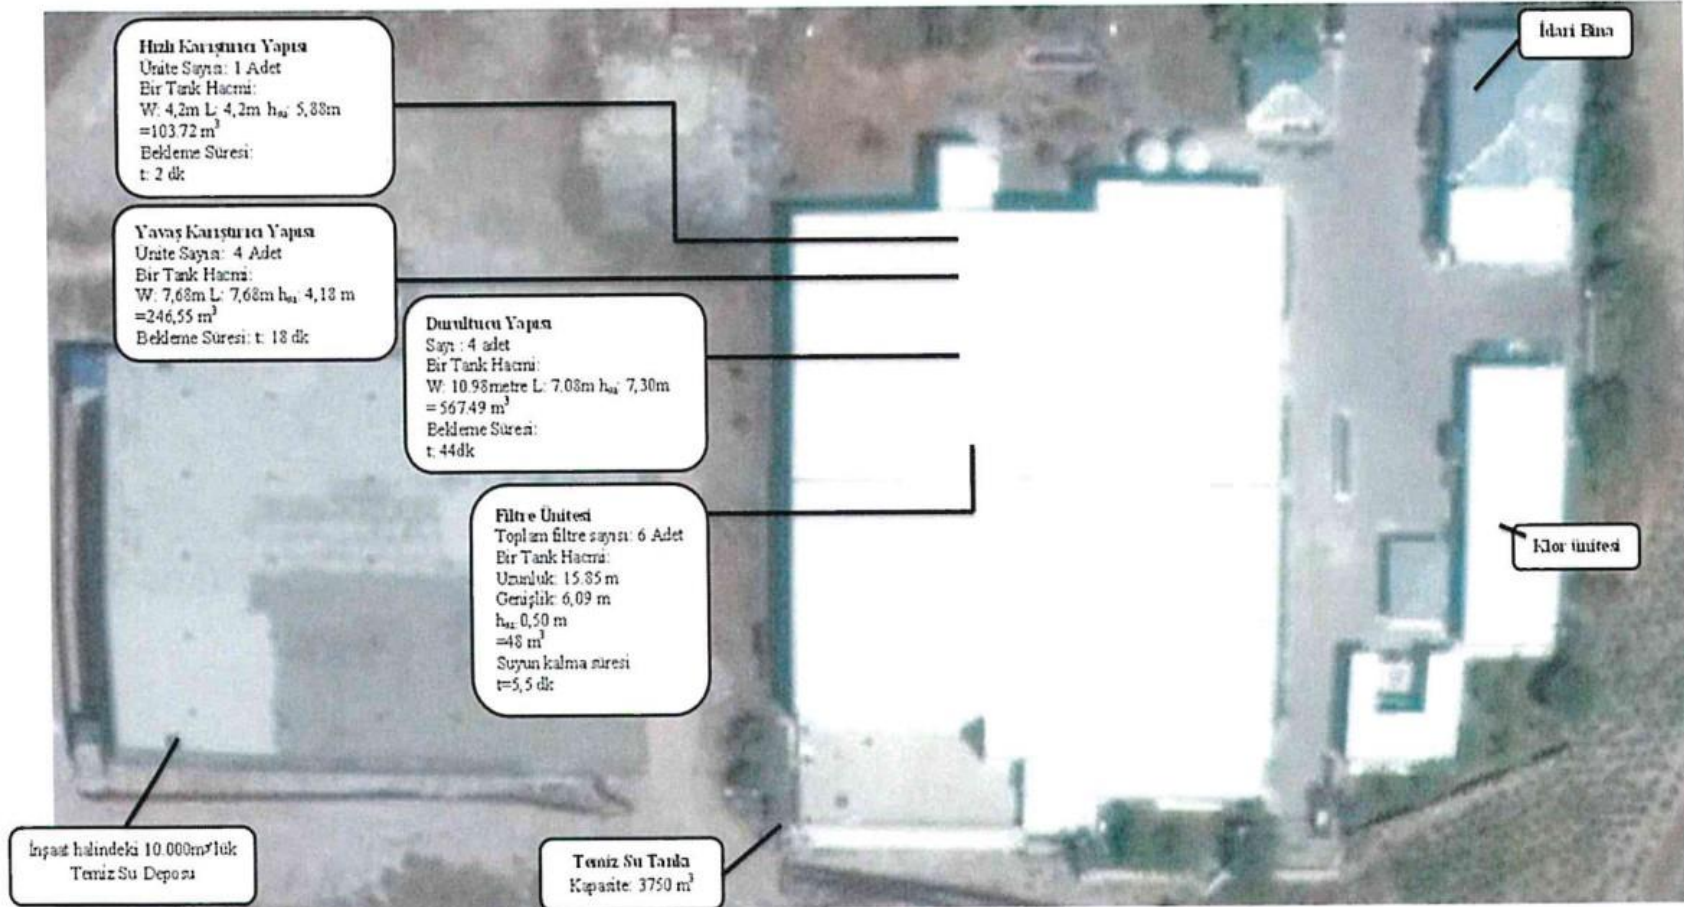 Hızlı Karıştırıcı Yapısı
Ünite Sayısı: 1 Adet
Bir Tank Hacmi:
W: 4,2m L: 4,2m hsu: 5,88m
=103.72 m³
Bekleme Süresi:
t: 2 dk
Yavaş Karıştırıcı Yapısı
Ünite Sayısı: 4 Adet
Bir Tank Hacmi:
W: 7,68m L: 7,68m hsu: 4,18 m
=246,55 m³
Bekleme Süresi: t: 18 dk
Durultucu Yapısı
Sayı : 4 adet
Bir Tank Hacmi:
W: 10.98metre L: 7.08m hsu: 7,30m
= 567.49 m³
Bekleme Süresi:
t: 44dk
Filtre Ünitesi
Toplam filtre sayısı: 6 Adet
Bir Tank Hacmi:
Uzunluk: 15.85 m
Genişlik: 6,09 m
hsu: 0,50 m
=48 m³
Suyun kalma süresi
t=5,5 dk
İdari Bina
Klor ünitesi
İnşaat halindeki 10.000m³'lük
Temiz Su Deposu
Temiz Su Tankı
Kapasite: 3750 m³